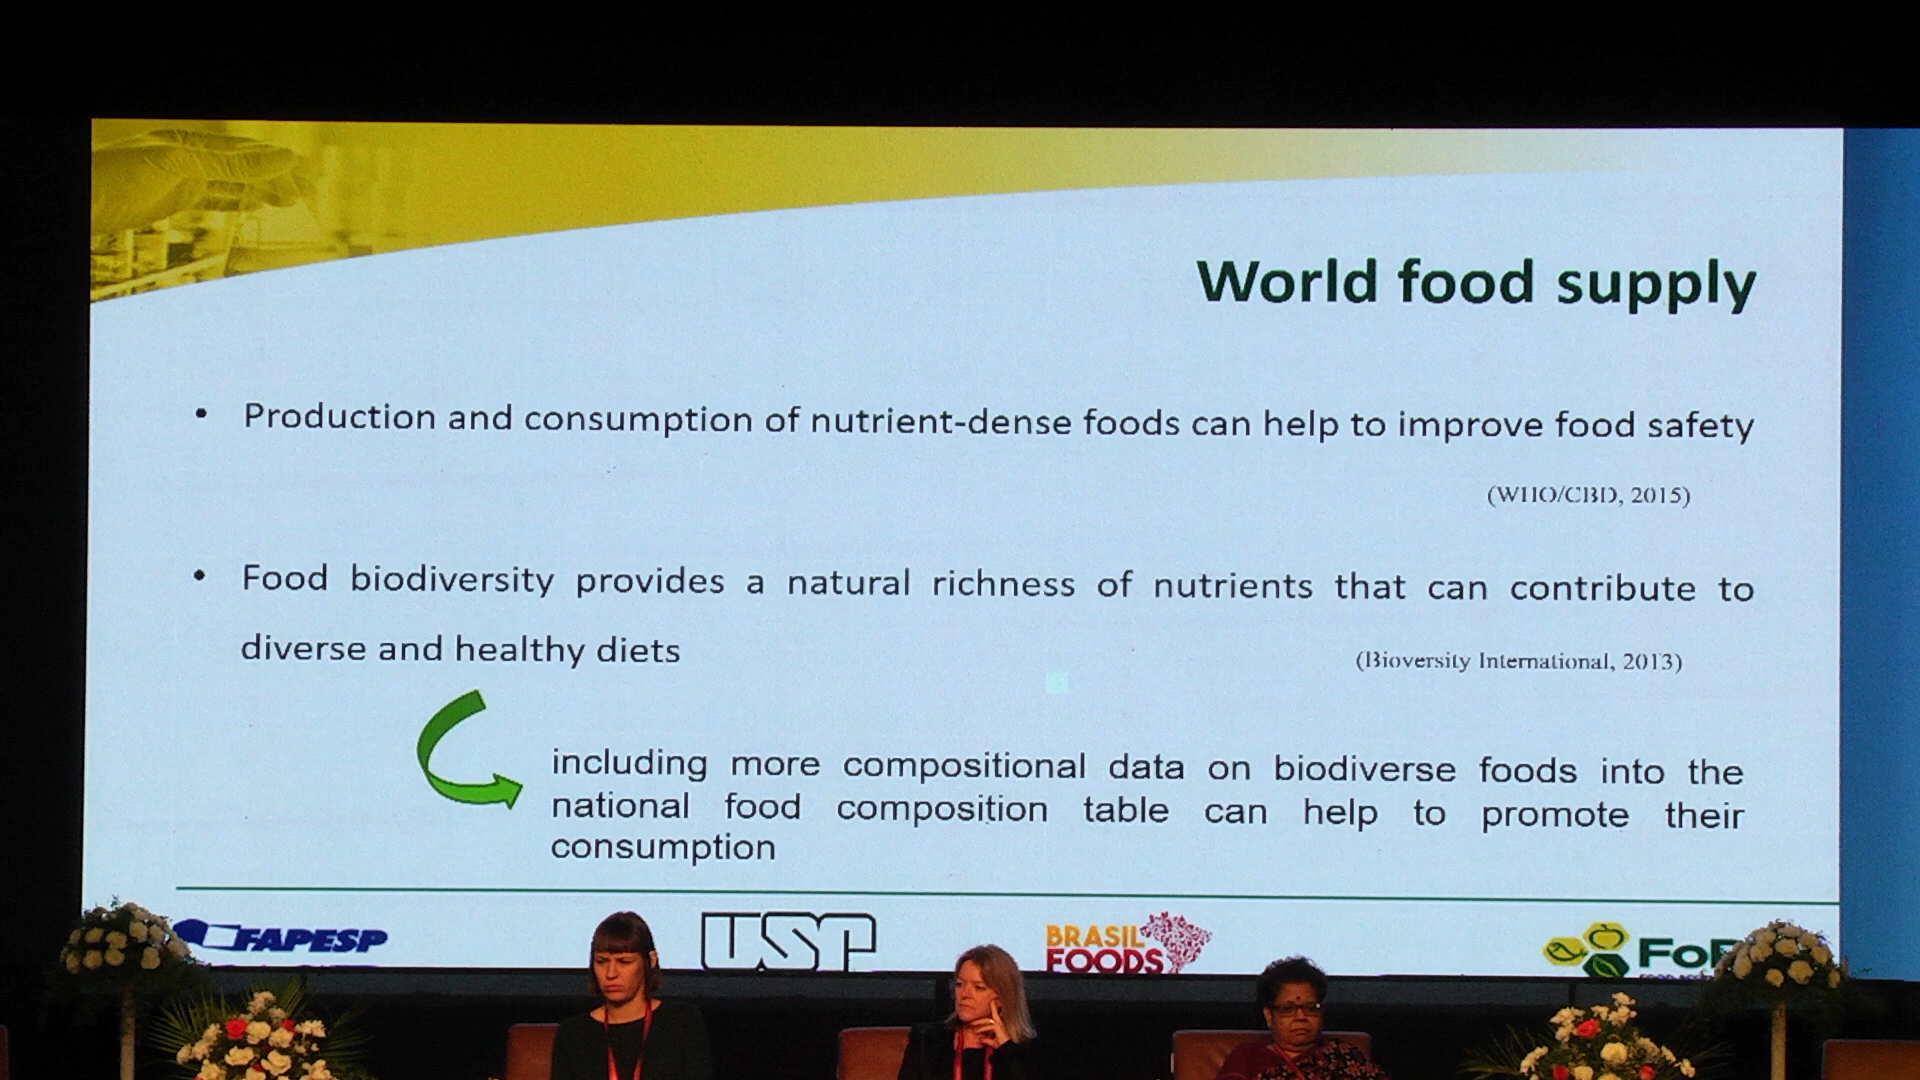 World food supply
• Production and consumption of nutrient-dense foods can help to improve food safety
(WHO/CBD, 2015)
• Food biodiversity provides a natural richness of nutrients that can contribute to
diverse and healthy diets
(Bioversity International, 2013)
including more compositional data on biodiverse foods into the
national food composition table can help to promote their
consumption
FAPESP
USP
BRASIL
FOODS